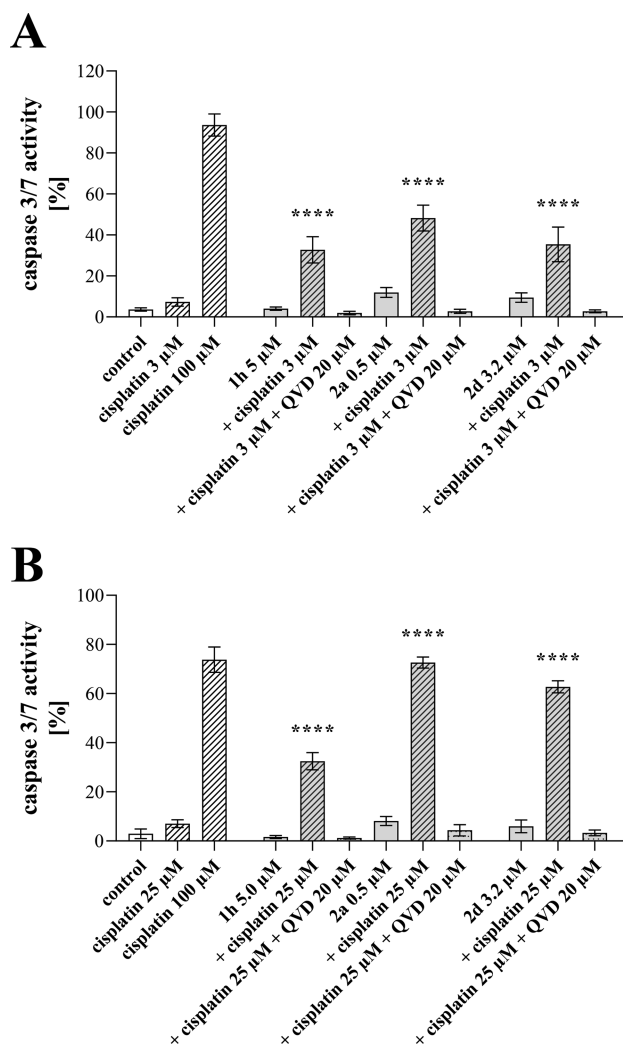 A
caspase 3/7 activity
[%]
120
100
80
60
40
20
0
****
****
****
control
cisplatin 3 μM
cisplatin 100 μM
1h 5 μM
+ cisplatin 3 μM
+ cisplatin 3 μM + QVD 20 μM
2a 0.5 μM
+ cisplatin 3 μM
+ cisplatin 3 μM + QVD 20 μM
2d 3.2 μM
+ cisplatin 3 μM
+ cisplatin 3 μM + QVD 20 μM
B
caspase 3/7 activity
[%]
100
80
60
40
20
0
****
****
****
control
cisplatin 25 μM
cisplatin 100 μM
1h 5.0 μM
+ cisplatin 25 μM
+ cisplatin 25 μM + QVD 20 μM
2a 0.5 μM
+ cisplatin 25 μM
+ cisplatin 25 μM + QVD 20 μM
2d 3.2 μM
+ cisplatin 25 μM
+ cisplatin 25 μM + QVD 20 μM